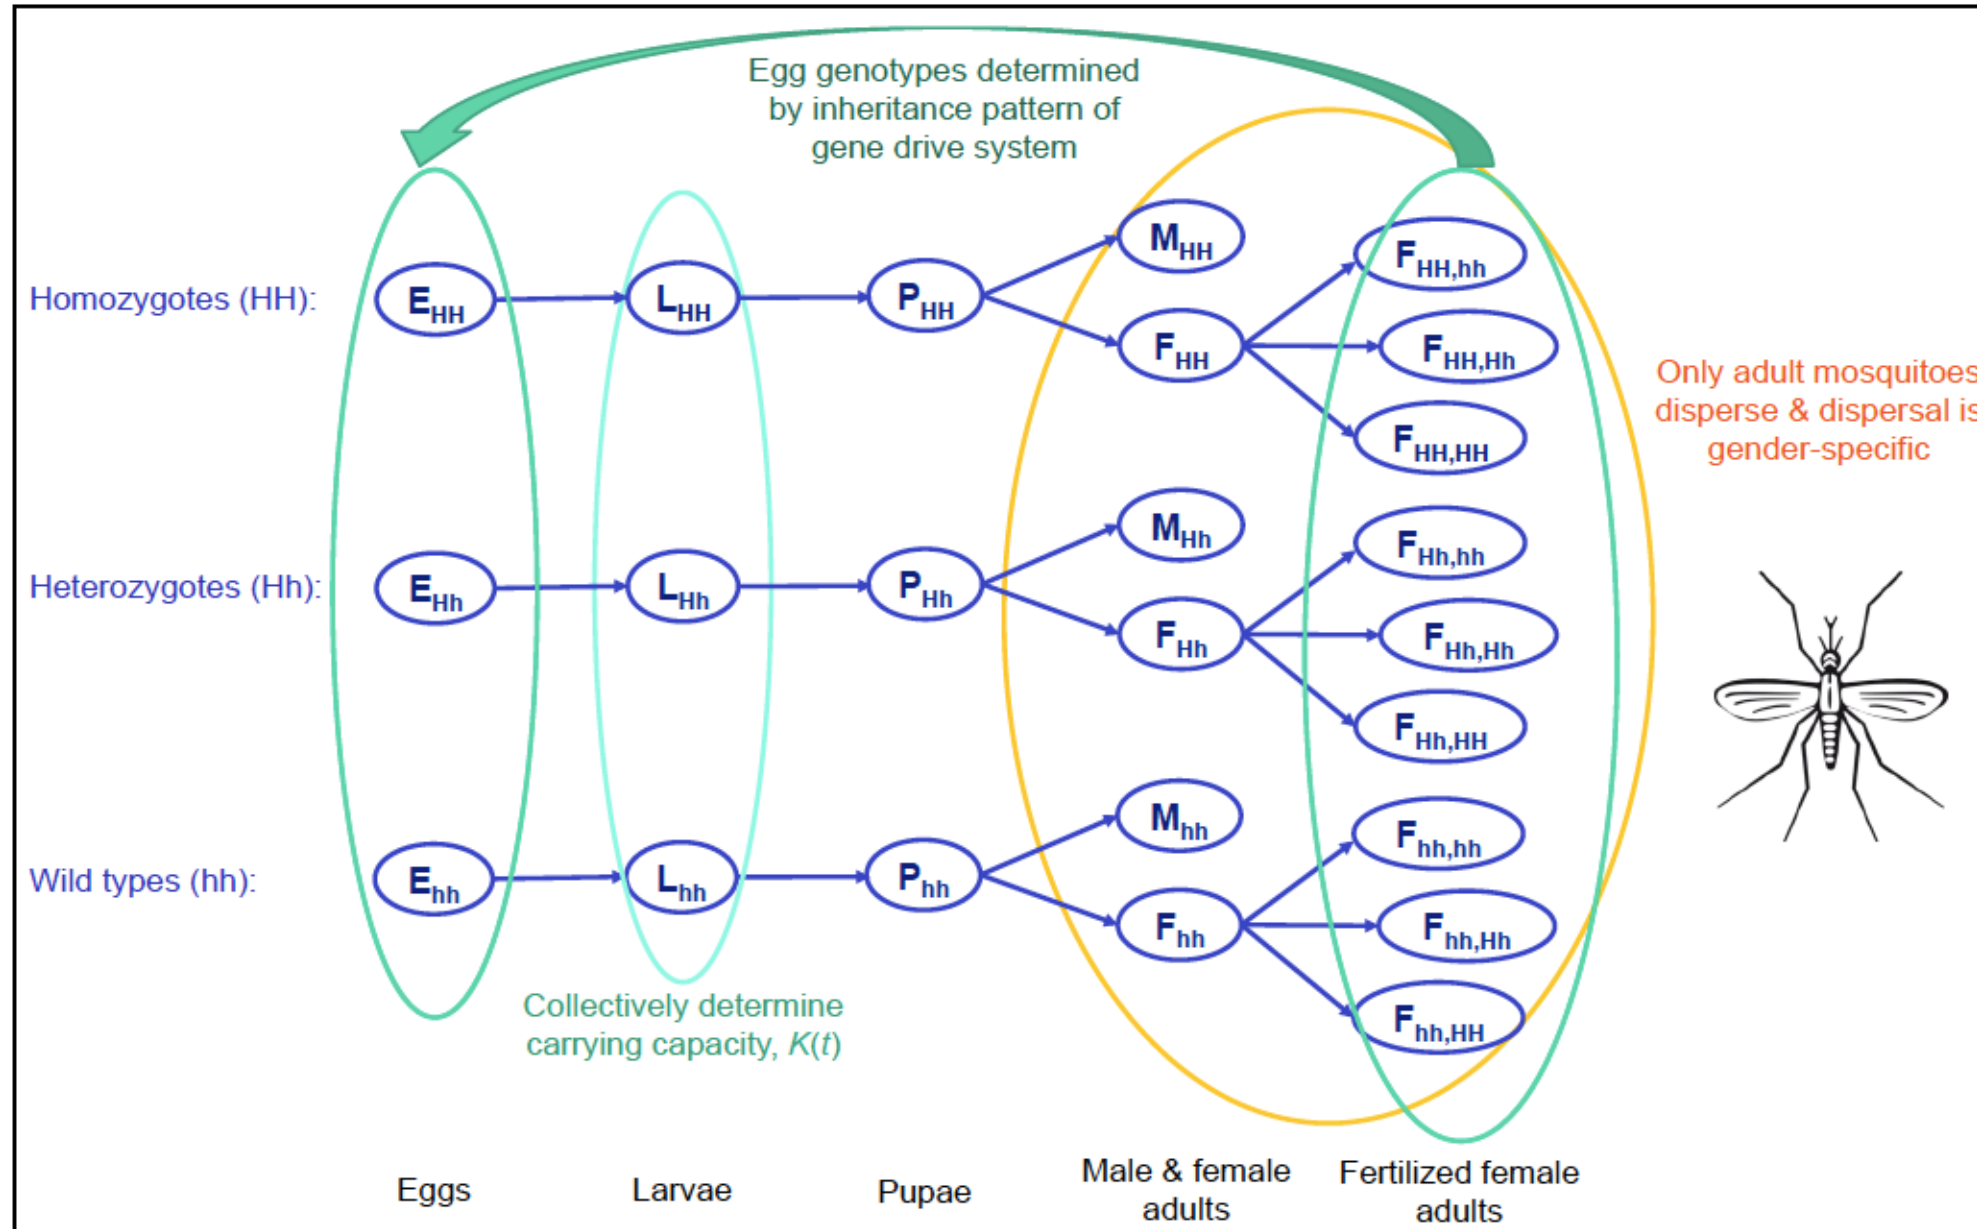 Egg genotypes determined
by inheritance pattern of
gene drive system
Homozygotes (HH):
E_HH
L_HH
P_HH
M_HH
F_HH
F_HH,hh
F_HH,Hh
F_HH,HH
Only adult mosquitoes
disperse & dispersal is
gender-specific
Heterozygotes (Hh):
E_Hh
L_Hh
P_Hh
M_Hh
F_Hh
F_Hh,hh
F_Hh,Hh
F_Hh,HH
Wild types (hh):
E_hh
L_hh
P_hh
M_hh
F_hh
F_hh,hh
F_hh,Hh
F_hh,HH
Collectively determine
carrying capacity, K(t)
Eggs
Larvae
Pupae
Male & female
adults
Fertilized female
adults